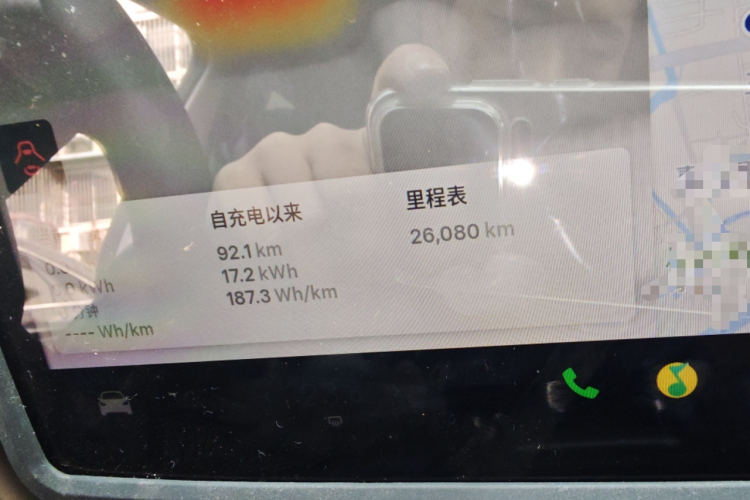 自充电以来
92.1 km
17.2 kWh
187.3 Wh/km
里程表
26,080 km
kWh
钟
---- Wh/km